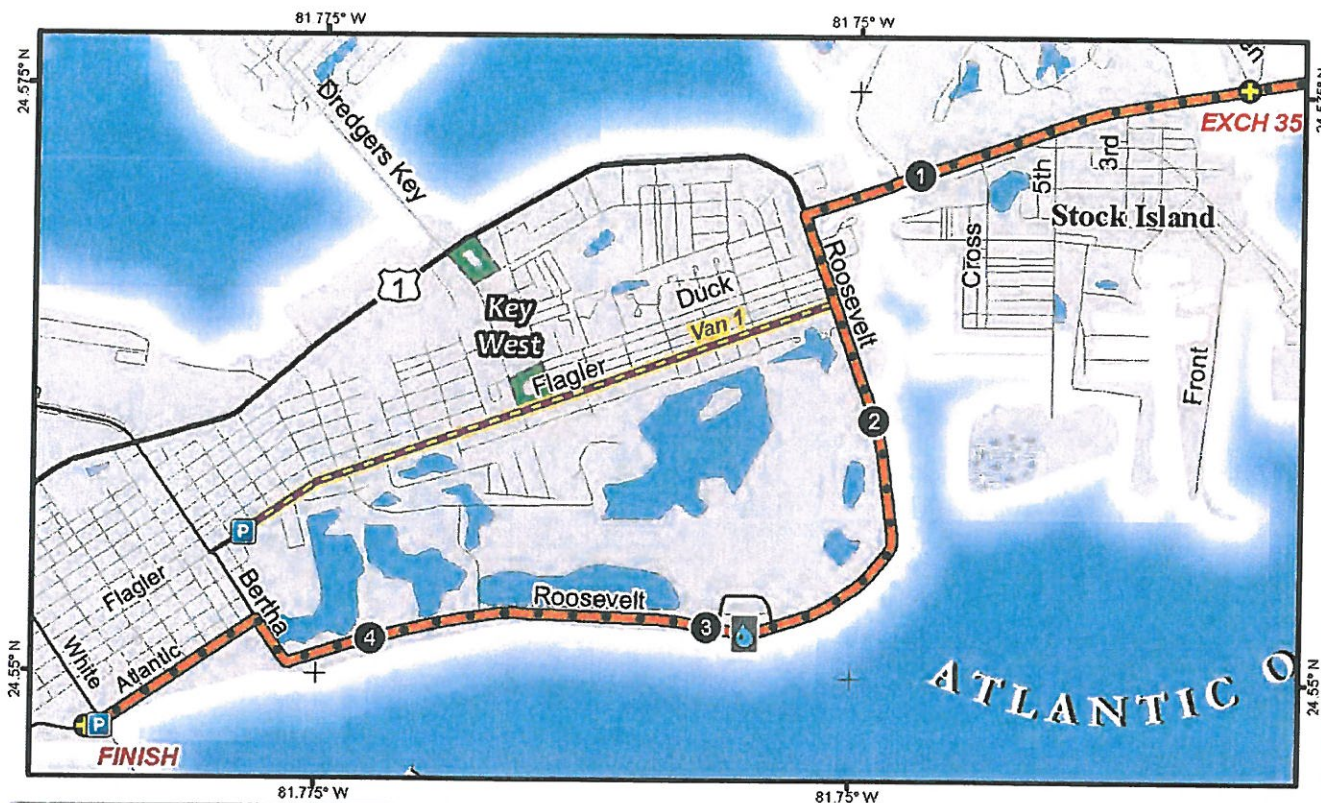 81.775° W
81.75° W
24.575° N
Dredgers Key
EXCH 35
1
5th
3rd
Stock Island
Roosevelt
Cross
1
Key
West
Duck
Van 1
Flagler
2
Front
P
Bertha
Flagler
Roosevelt
3
4
White
Atlantic
24.55° N
24.55° N
ATLANTIC O
P
FINISH
81.775° W
81.75° W